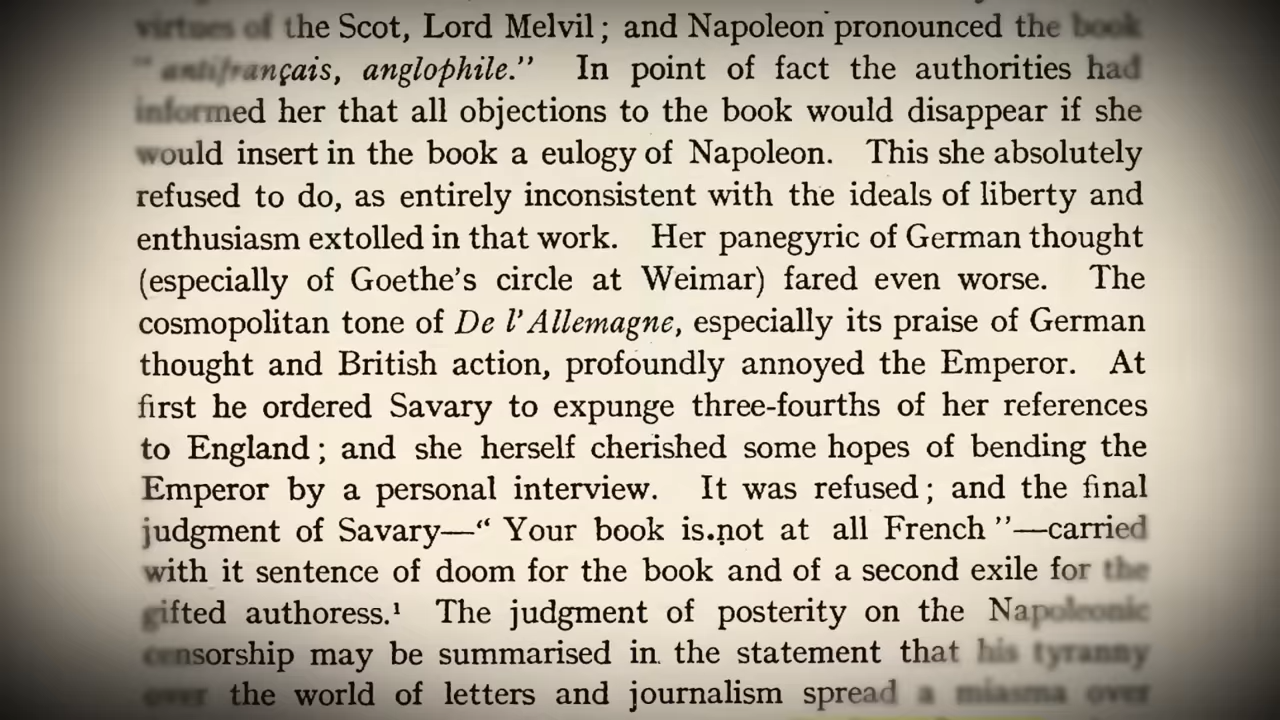 virtues of the Scot, Lord Melvil; and Napoleon pronounced the book
"antifrançais, anglophile." In point of fact the authorities had
informed her that all objections to the book would disappear if she
would insert in the book a eulogy of Napoleon. This she absolutely
refused to do, as entirely inconsistent with the ideals of liberty and
enthusiasm extolled in that work. Her panegyric of German thought
(especially of Goethe's circle at Weimar) fared even worse. The
cosmopolitan tone of De l'Allemagne, especially its praise of German
thought and British action, profoundly annoyed the Emperor. At
first he ordered Savary to expunge three-fourths of her references
to England; and she herself cherished some hopes of bending the
Emperor by a personal interview. It was refused; and the final
judgment of Savary—“ Your book is.not at all French ”—carried
with it sentence of doom for the book and of a second exile for the
gifted authoress.¹ The judgment of posterity on the Napoleonic
censorship may be summarised in the statement that his tyranny
over the world of letters and journalism spread a miasma over